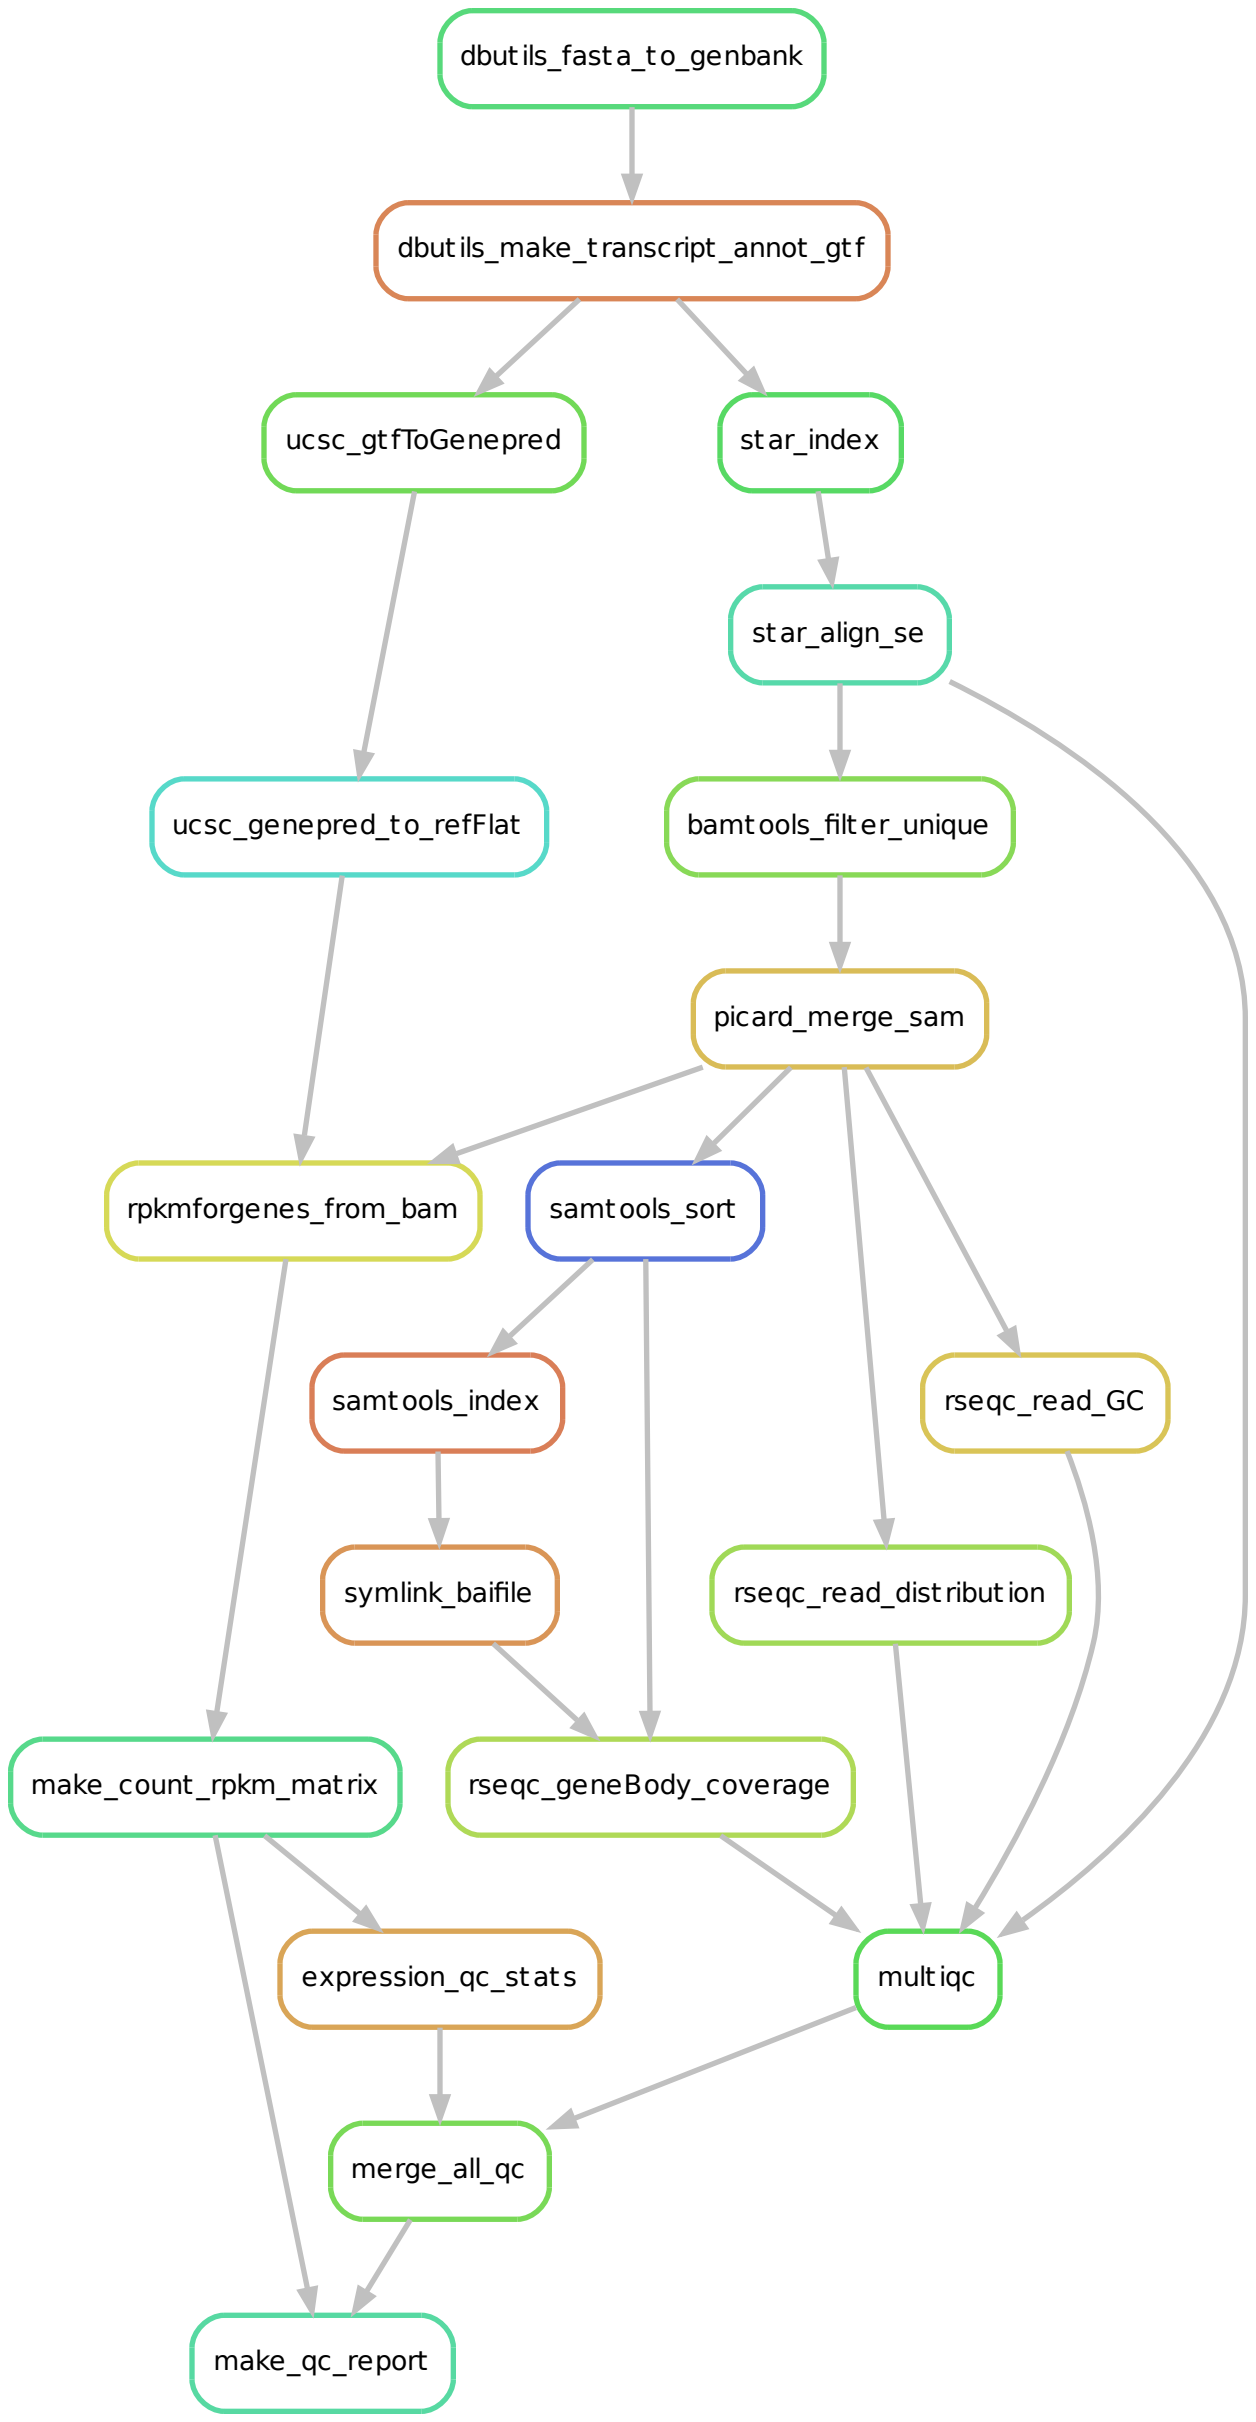 dbutils_fasta_to_genbank
dbutils_make_transcript_annot_gtf
ucsc_gtfToGenepred
star_index
star_align_se
ucsc_genepred_to_refFlat
bamtools_filter_unique
picard_merge_sam
rpkmforgenes_from_bam
samtools_sort
samtools_index
rseqc_read_GC
symlink_baifile
rseqc_read_distribution
make_count_rpkm_matrix
rseqc_geneBody_coverage
expression_qc_stats
multiqc
merge_all_qc
make_qc_report